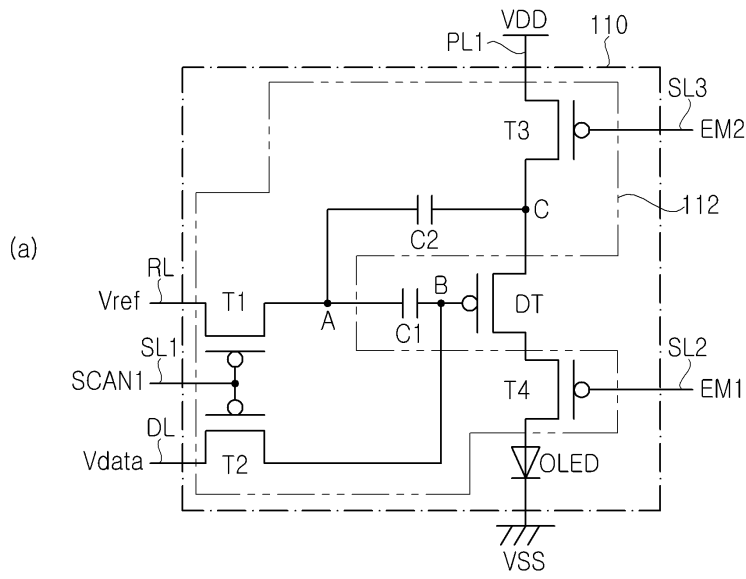 VDD
PL1
110
SL3
T3
EM2
C
112
C2
(a)
RL
B
Vref
T1
A
C1
DT
SL1
SL2
SCAN1
T4
EM1
DL
Vdata
T2
OLED
VSS